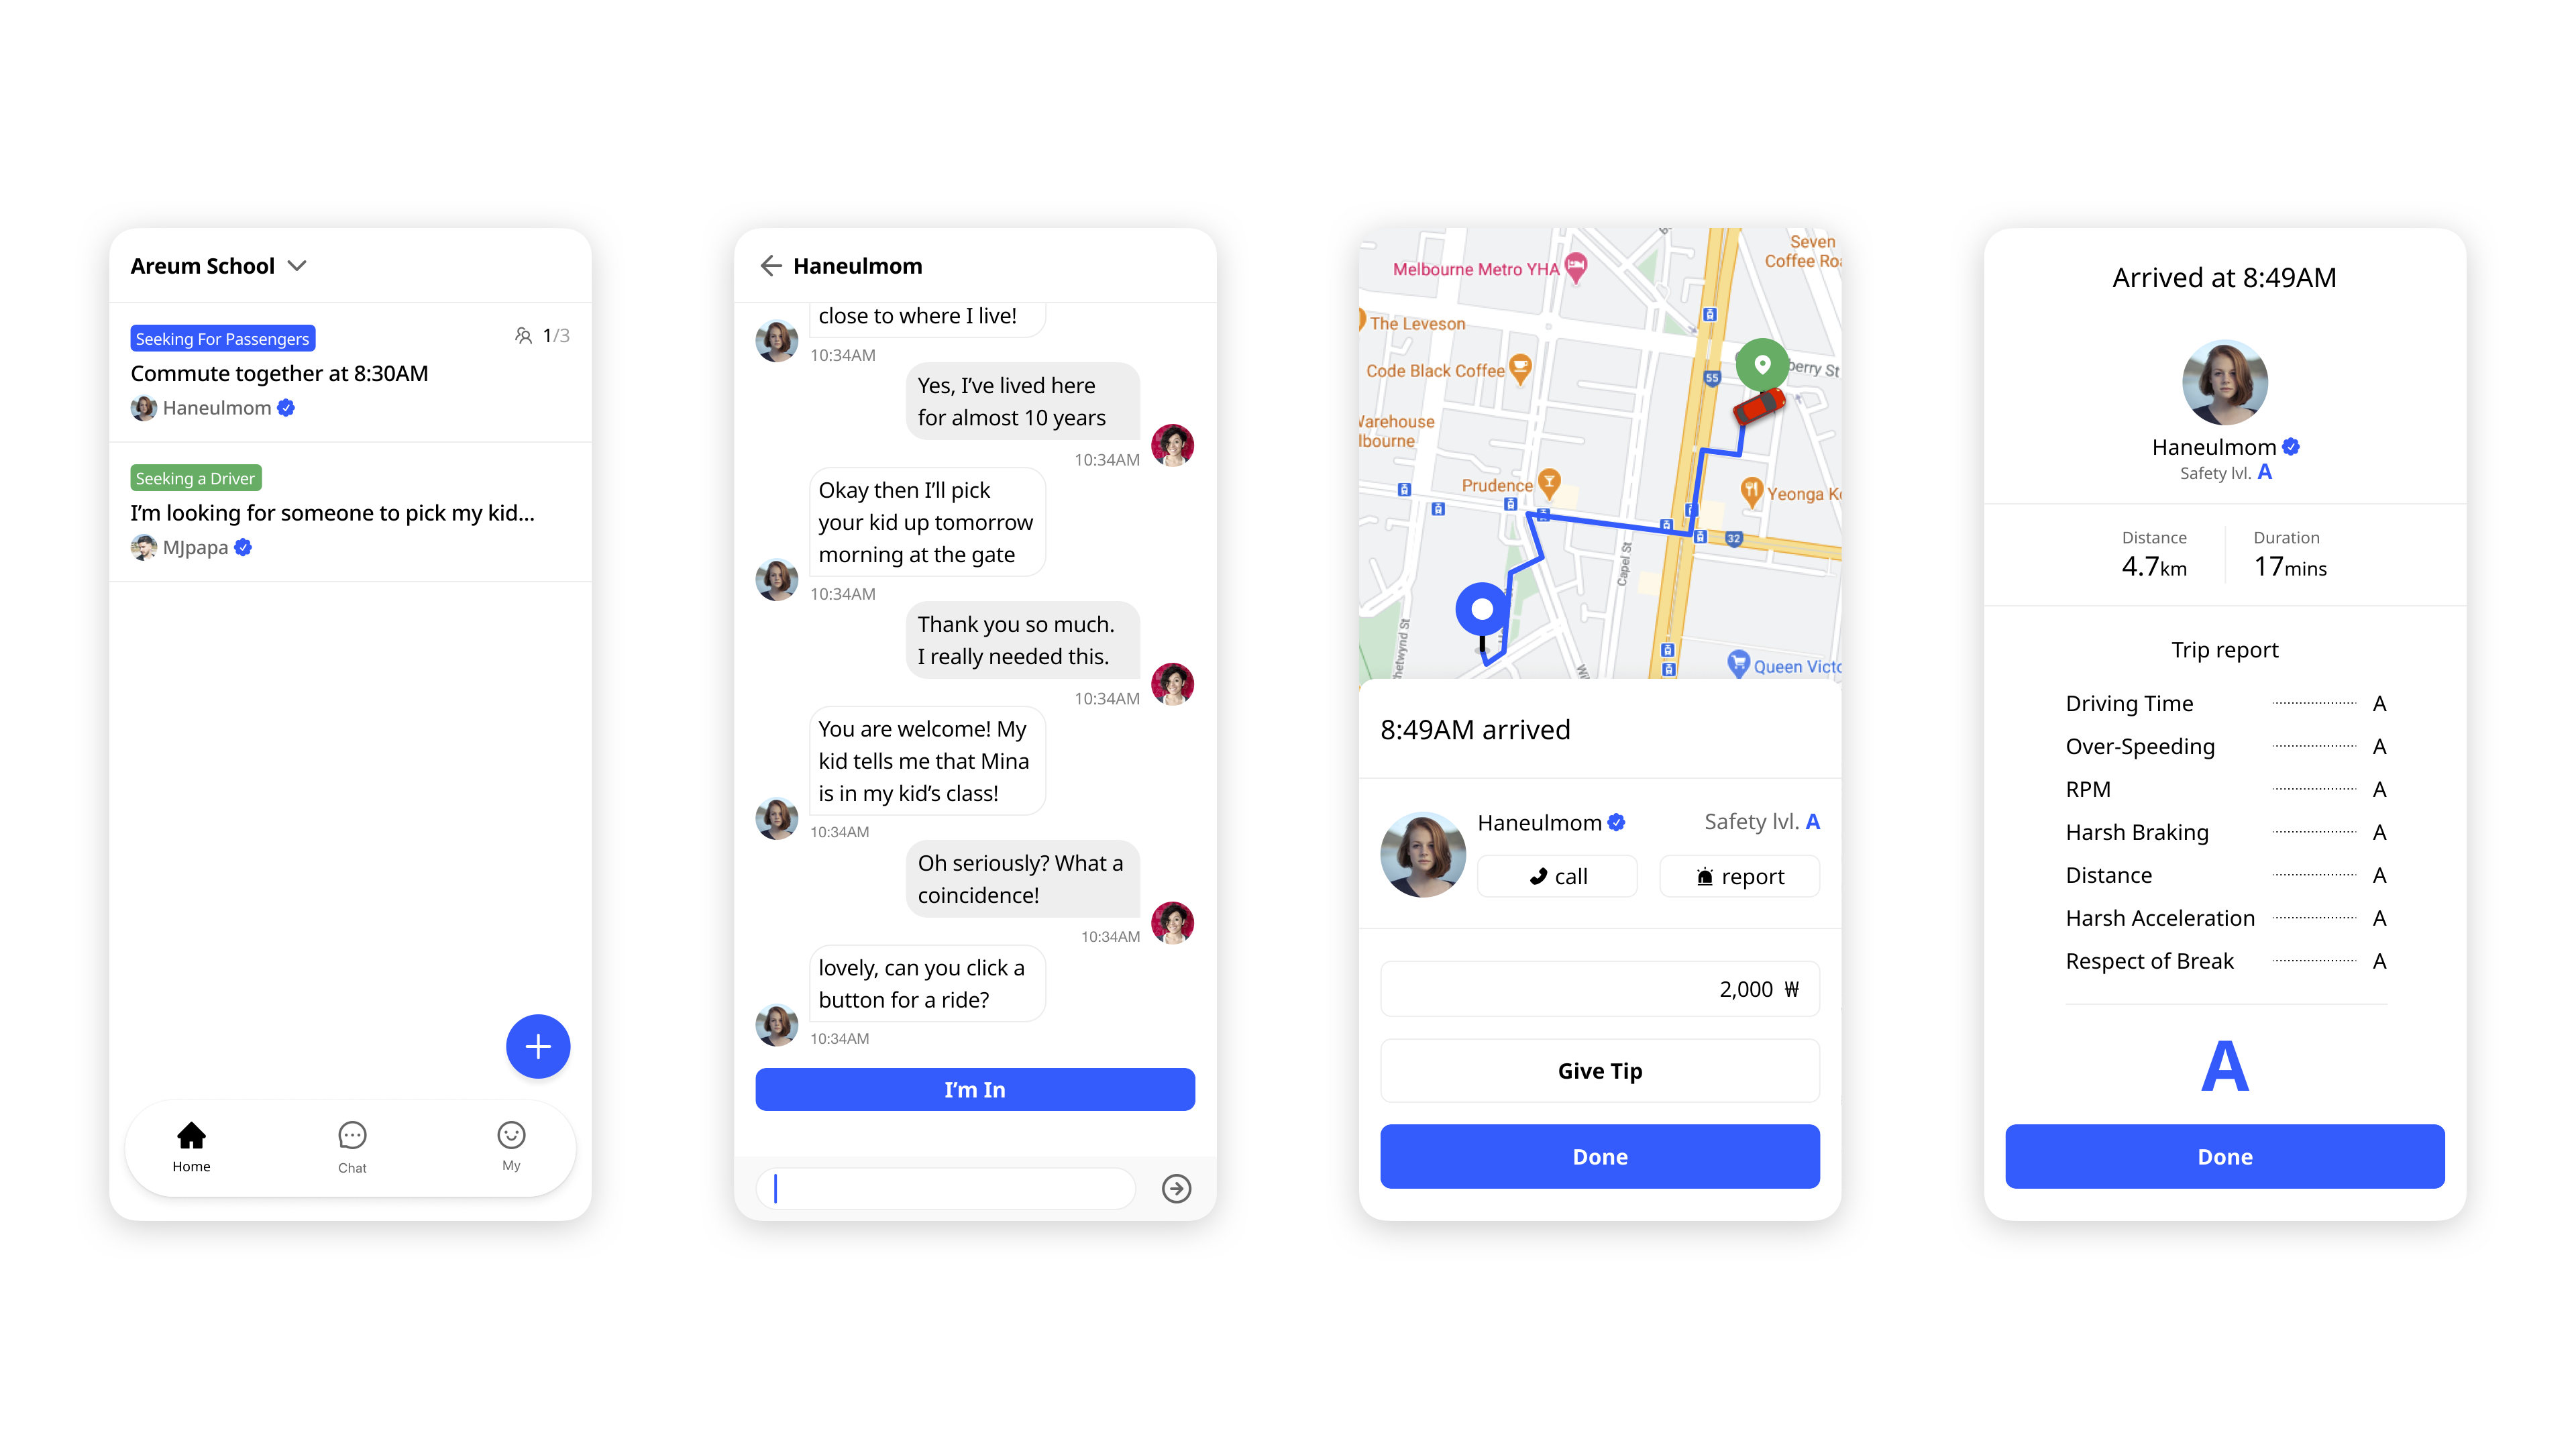 Areum School
Seeking For Passengers
1/3
Commute together at 8:30AM
Haneulmom
Seeking a Driver
I'm looking for someone to pick my kid...
MJpapa
Home
Chat
My
Haneulmom
close to where I live!
10:34AM
Yes, I've lived here
for almost 10 years
10:34AM
Okay then I'll pick
your kid up tomorrow
morning at the gate
10:34AM
Thank you so much.
I really needed this.
10:34AM
You are welcome! My
kid tells me that Mina
is in my kid's class!
10:34AM
Oh seriously? What a
coincidence!
10:34AM
lovely, can you click a
button for a ride?
10:34AM
I'm In
Seven
Coffee Roa
Melbourne Metro YHA
The Leveson
Code Black Coffee
berry St
55
Warehouse
lbourne
Prudence
Yeonga Ko
32
Capel St
hetwynd St
Queen Victo
8:49AM arrived
Haneulmom
Safety lvl. A
call
report
2,000 ₩
Give Tip
Done
Arrived at 8:49AM
Haneulmom
Safety lvl. A
Distance
4.7km
Duration
17mins
Trip report
Driving Time A
Over-Speeding A
RPM A
Harsh Braking A
Distance A
Harsh Acceleration A
Respect of Break A
A
Done